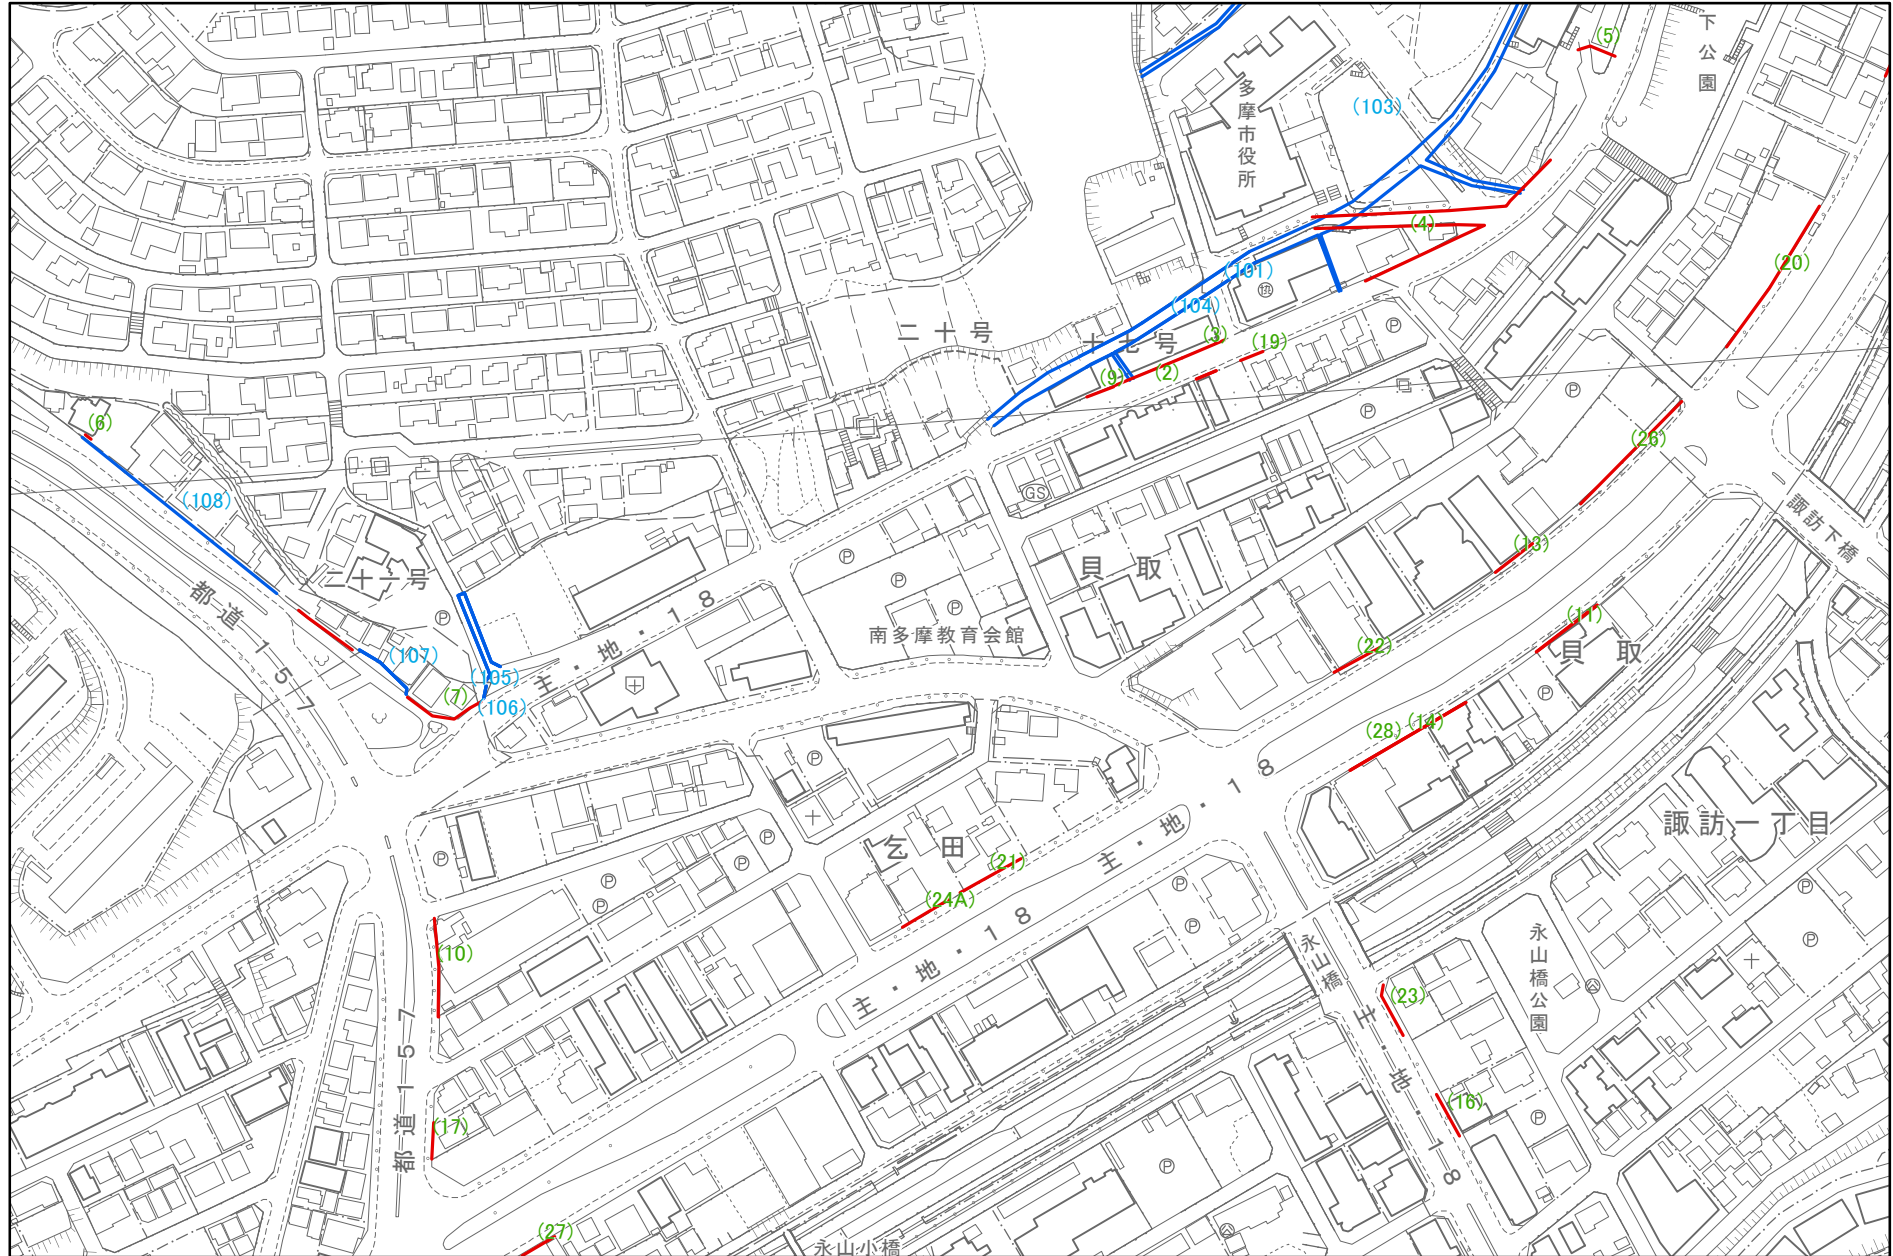 下公園
(5)
(103)
多摩市役所
(4)
(20)
(101)
協
(104)
二十号
十七号
(3)
(19)
P
(9)
(2)
P
P
(6)
(26)
GS
(108)
諏訪下橋
(13)
貝取
P
P
二十一号
都道157
P
P
主・地・18
南多摩教育会館
(11)
貝取
(22)
(107)
(105)
(7)
(106)
P
(28)
(14)
P
主・地・18
諏訪一丁目
P
P
P
乞田
(21)
P
P
P
P
(24A)
主・地・18
P
永山橋
永山橋公園
P
(10)
(23)
主・地・18
都道157
(16)
P
(17)
P
(27)
永山小橋